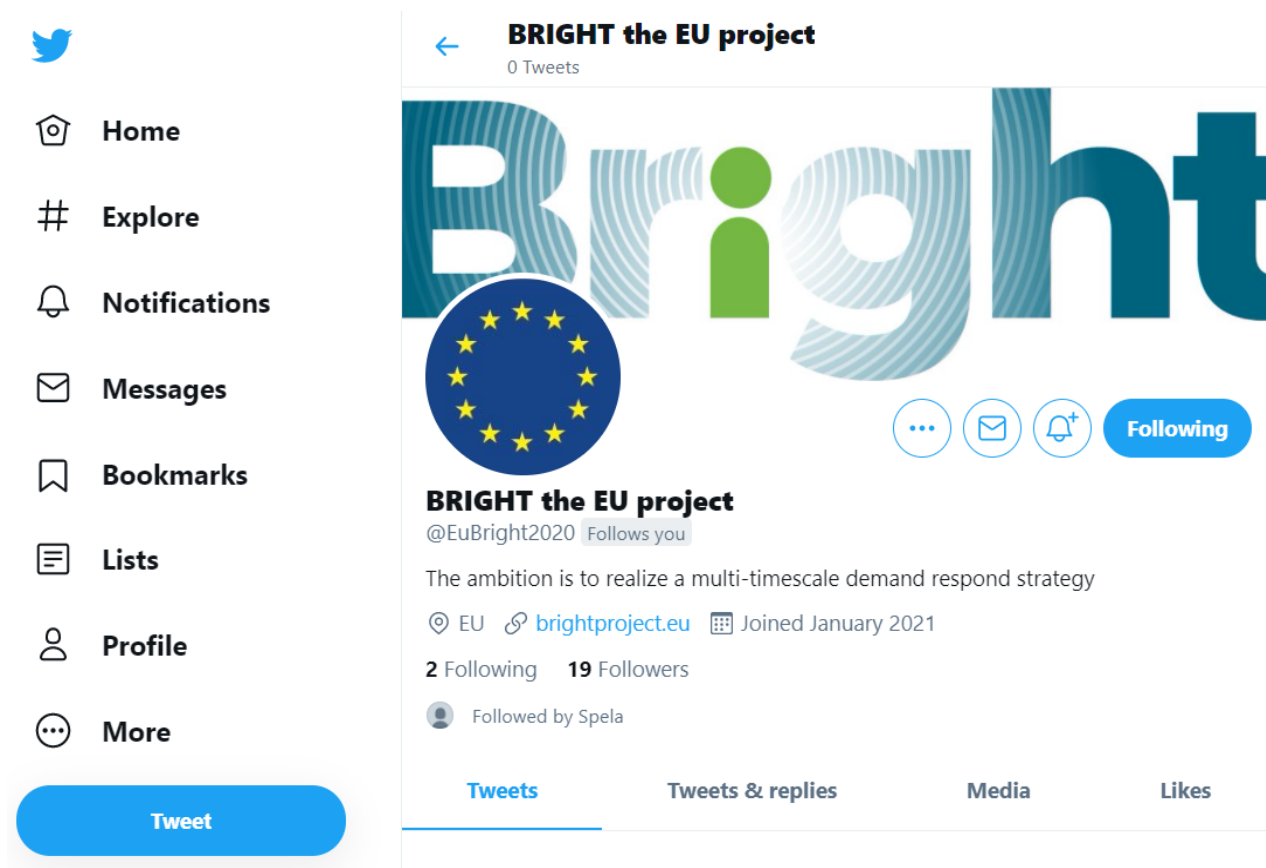 Home
Explore
Notifications
Messages
Bookmarks
Lists
Profile
More
Tweet
BRIGHT the EU project
0 Tweets
Bright
Following
BRIGHT the EU project
@EuBright2020 Follows you
The ambition is to realize a multi-timescale demand respond strategy
EU brightproject.eu Joined January 2021
2 Following 19 Followers
Followed by Spela
Tweets Tweets & replies Media Likes